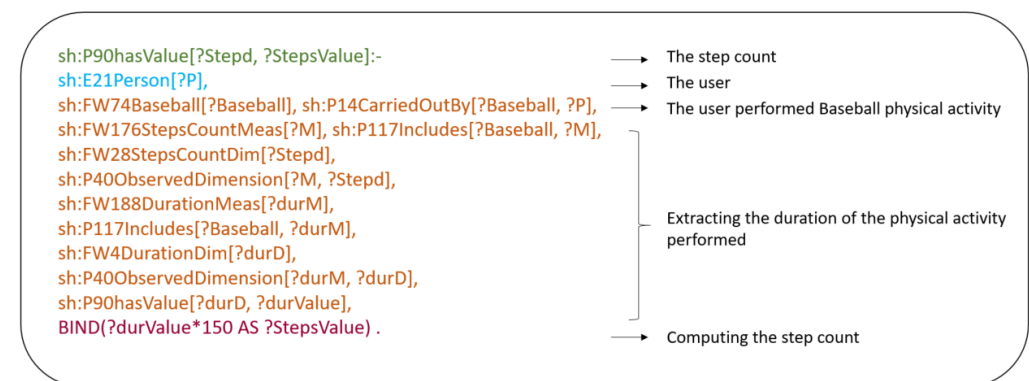 sh:P90hasValue[?Stepd, ?StepsValue]:-
The step count
sh:E21Person[?P],
The user
sh:FW74Baseball[?Baseball], sh:P14CarriedOutBy[?Baseball, ?P],
The user performed Baseball physical activity
sh:FW176StepsCountMeas[?M], sh:P117Includes[?Baseball, ?M],
sh:FW28StepsCountDim[?Stepd],
sh:P40ObservedDimension[?M, ?Stepd],
sh:FW188DurationMeas[?durM],
sh:P117Includes[?Baseball, ?durM],
sh:FW4DurationDim[?durD],
sh:P40ObservedDimension[?durM, ?durD],
sh:P90hasValue[?durD, ?durValue],
Extracting the duration of the physical activity
performed
BIND(?durValue*150 AS ?StepsValue) .
Computing the step count